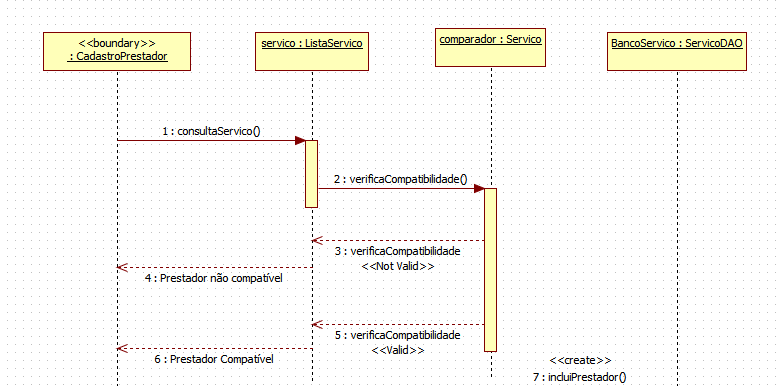 <<boundary>>
: CadastroPrestador
servico : ListaServico
comparador : Servico
BancoServico : ServicoDAO
1 : consultaServico()
2 : verificaCompatibilidade()
3 : verificaCompatibilidade
<<Not Valid>>
4 : Prestador não compatível
5 : verificaCompatibilidade
<<Valid>>
6 : Prestador Compatível
<<create>>
7 : incluiPrestador()